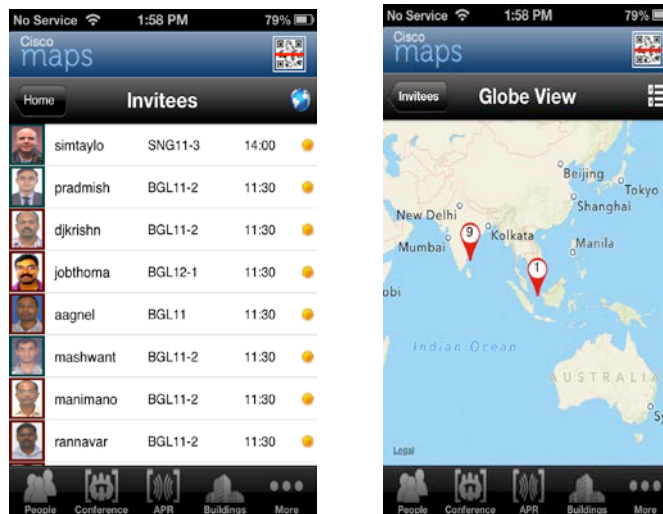 No Service 1:58 PM 79%
Cisco
maps
Home Invitees
simtaylo SNG11-3 14:00
pradmish BGL11-2 11:30
djkrishn BGL11-2 11:30
jobthoma BGL12-1 11:30
aagnel BGL11 11:30
mashwant BGL11-2 11:30
manimano BGL11-2 11:30
rannavar BGL11-2 11:30
People Conference APR Buildings More
No Service 1:58 PM 79%
Cisco
maps
Invitees Globe View
Beijing
Tokyo
Shanghai
New Delhi
9
Kolkata
Mumbai
Manila
1
obi
Indian Ocean
AUSTRALIA
Sy
Legal
People Conference APR Buildings More